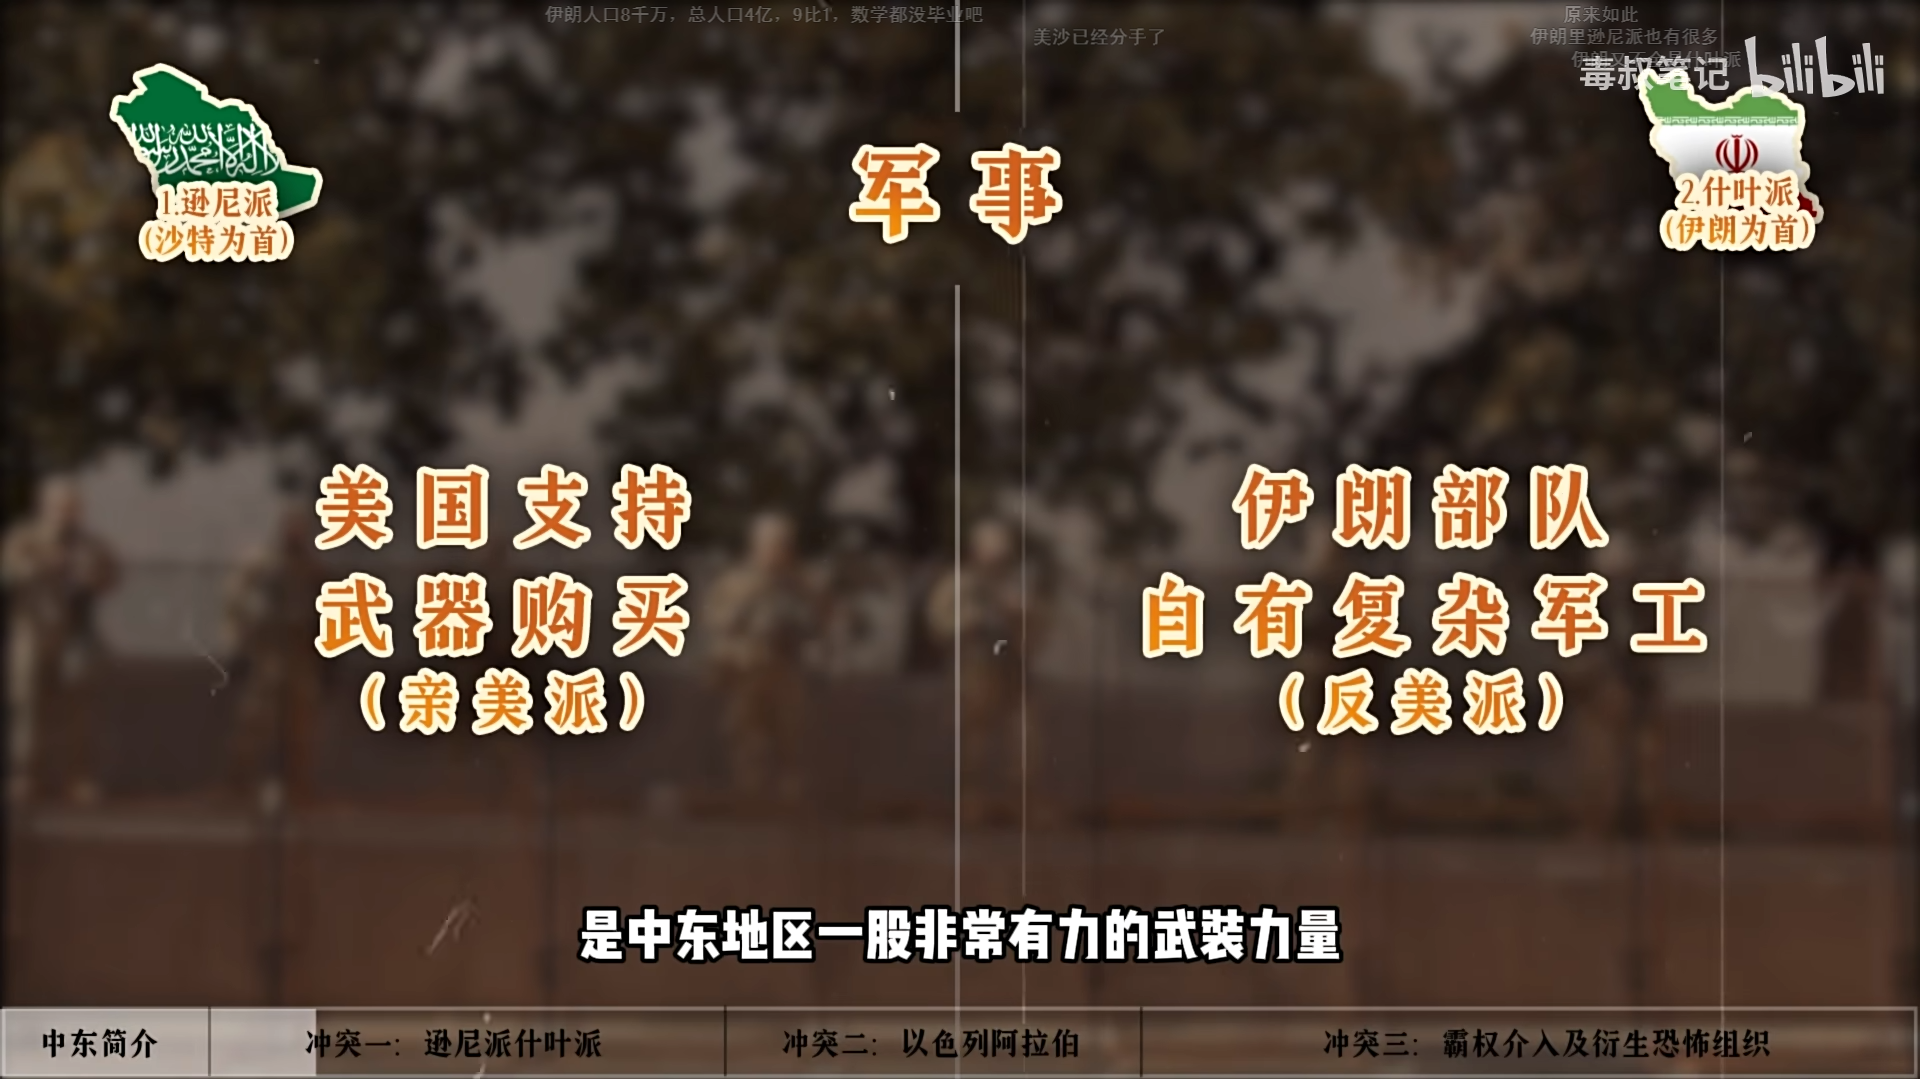 伊朗人口8千万，总人口4亿，9比1，数学都没毕业吧
原来如此
美沙已经分手了
伊朗里逊尼派也有很多
毒叔笔记 bilibili
军事
1.逊尼派
(沙特为首)
2.什叶派
(伊朗为首)
美国支持
武器购买
(亲美派)
伊朗部队
自有复杂军工
(反美派)
是中东地区一股非常有力的武装力量
中东简介
冲突一：逊尼派什叶派
冲突二：以色列阿拉伯
冲突三：霸权介入及衍生恐怖组织